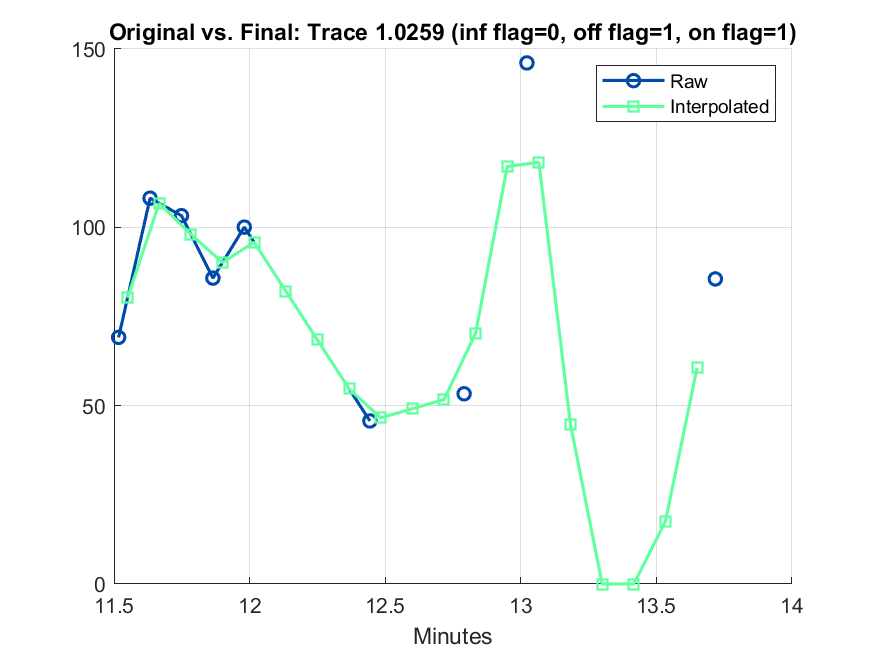 Original vs. Final: Trace 1.0259 (inf flag=0, off flag=1, on flag=1)
150
Raw
Interpolated
100
50
0
11.5
12
12.5
13
13.5
14
Minutes